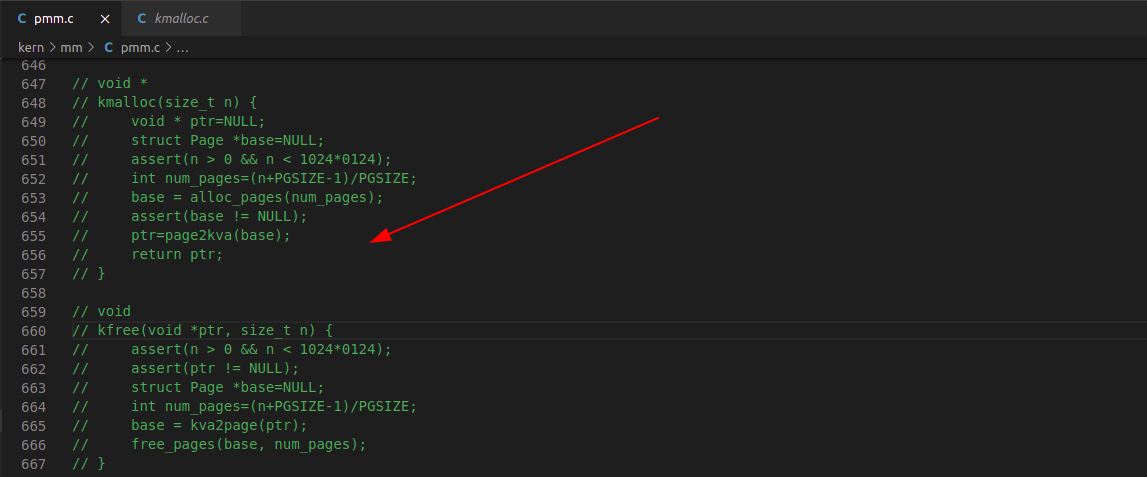 C pmm.c × C kmalloc.c
kern > mm > C pmm.c > ...
646
647 // void *
648 // kmalloc(size_t n) {
649 //     void * ptr=NULL;
650 //     struct Page *base=NULL;
651 //     assert(n > 0 && n < 1024*0124);
652 //     int num_pages=(n+PGSIZE-1)/PGSIZE;
653 //     base = alloc_pages(num_pages);
654 //     assert(base != NULL);
655 //     ptr=page2kva(base);
656 //     return ptr;
657 // }
658
659 // void
660 // kfree(void *ptr, size_t n) {
661 //     assert(n > 0 && n < 1024*0124);
662 //     assert(ptr != NULL);
663 //     struct Page *base=NULL;
664 //     int num_pages=(n+PGSIZE-1)/PGSIZE;
665 //     base = kva2page(ptr);
666 //     free_pages(base, num_pages);
667 // }